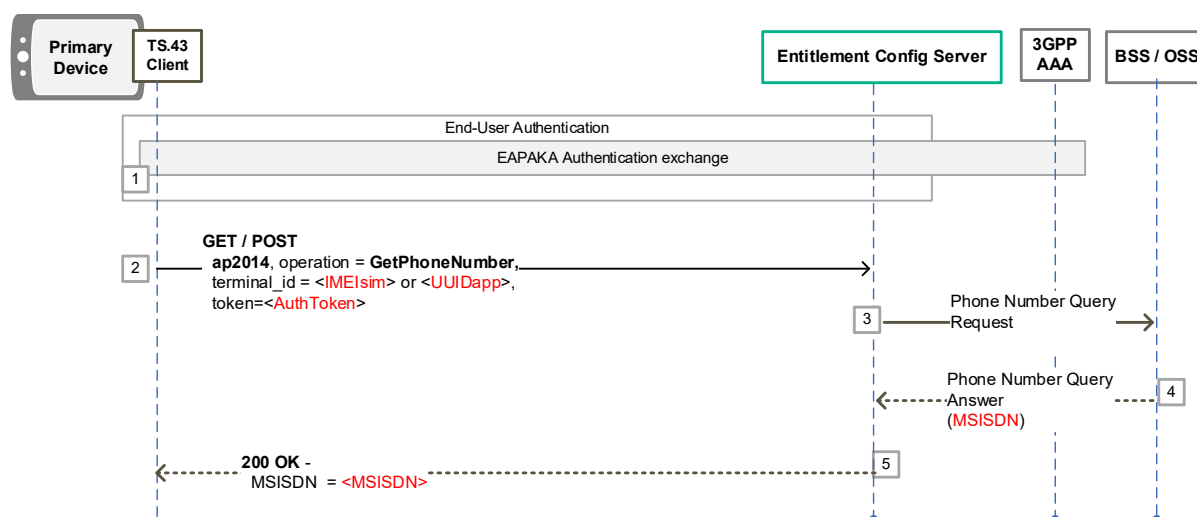 Primary
Device
TS.43
Client
Entitlement Config Server
3GPP
AAA
BSS / OSS
End-User Authentication
EAPAKA Authentication exchange
1
2
GET / POST
ap2014, operation = GetPhoneNumber,
terminal_id = <IMEIsim> or <UUIDapp>,
token=<AuthToken>
3
Phone Number Query
Request
Phone Number Query
Answer
(MSISDN)
4
200 OK -
MSISDN = <MSISDN>
5